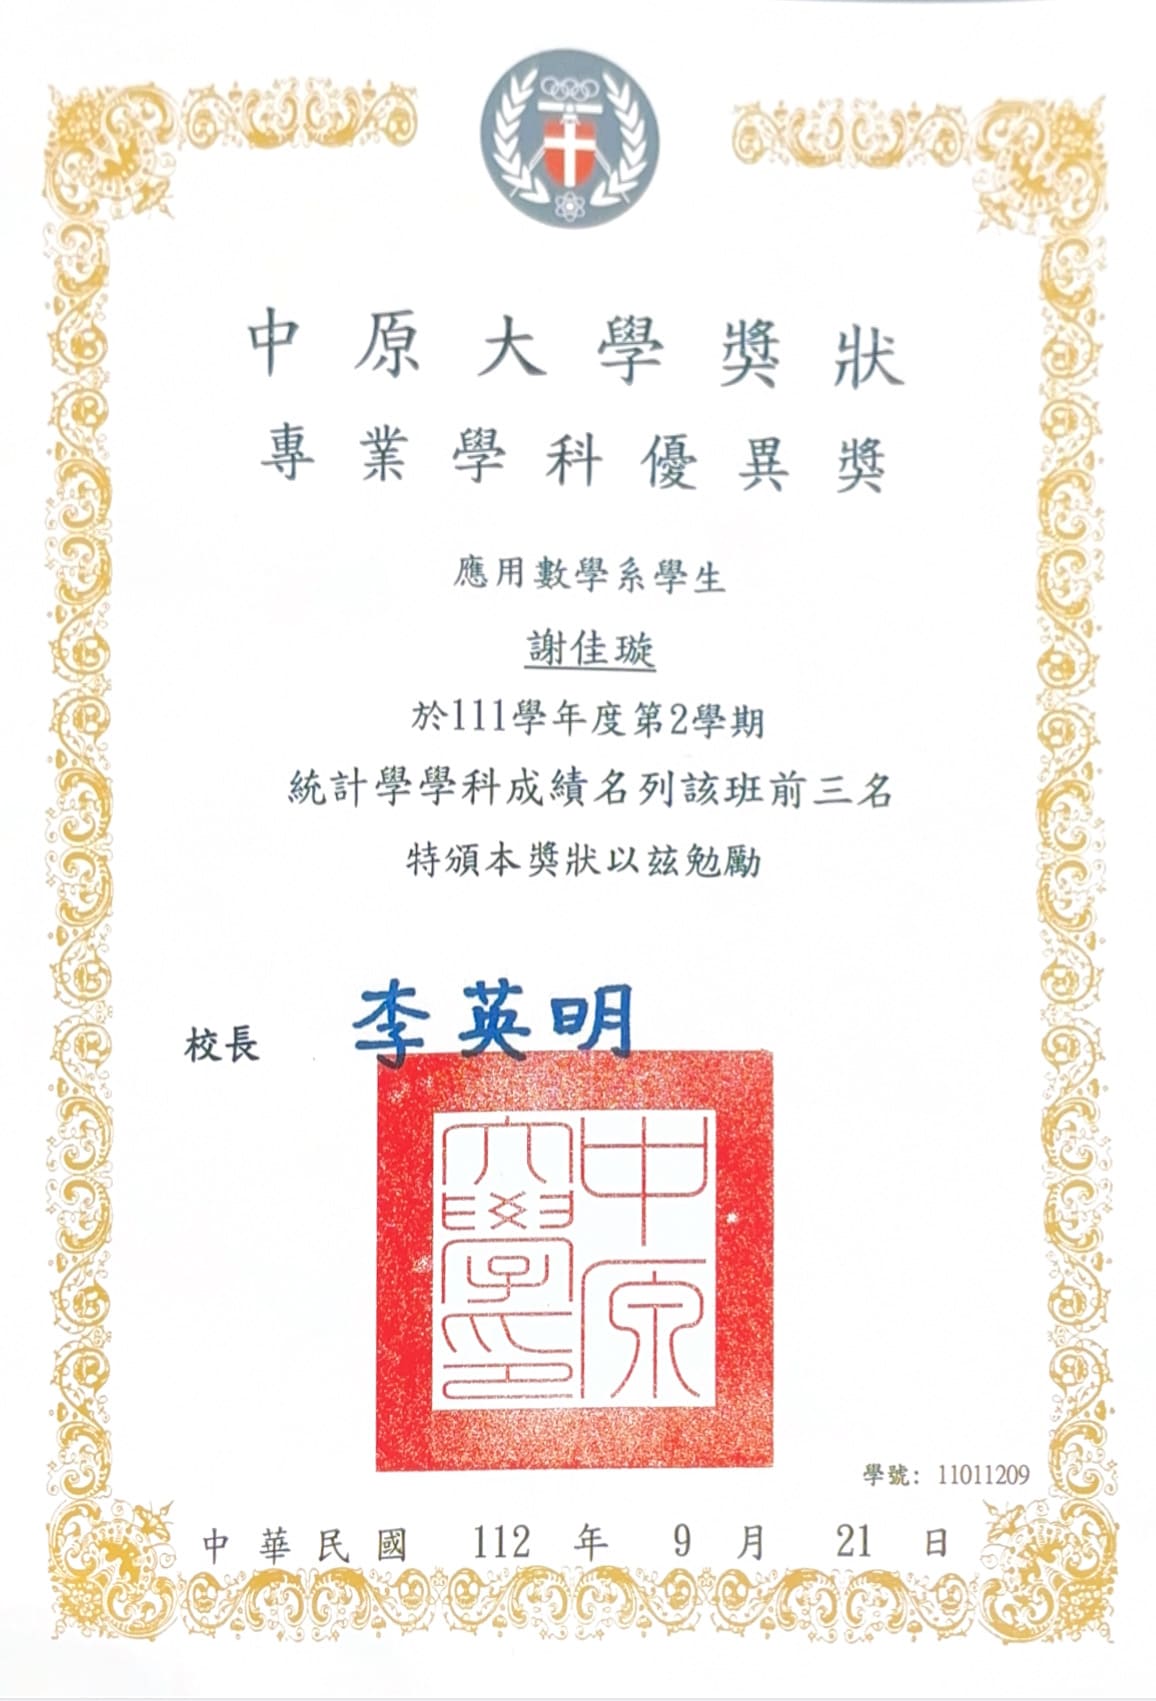 中原大學獎狀
專業學科優異獎
應用數學系學生
謝佳璇
於111學年度第2學期
統計學學科成績名列該班前三名
特頒本獎狀以茲勉勵
校長 李英明
中原
大學印
學號: 11011209
中華民國 112 年 9 月 21 日